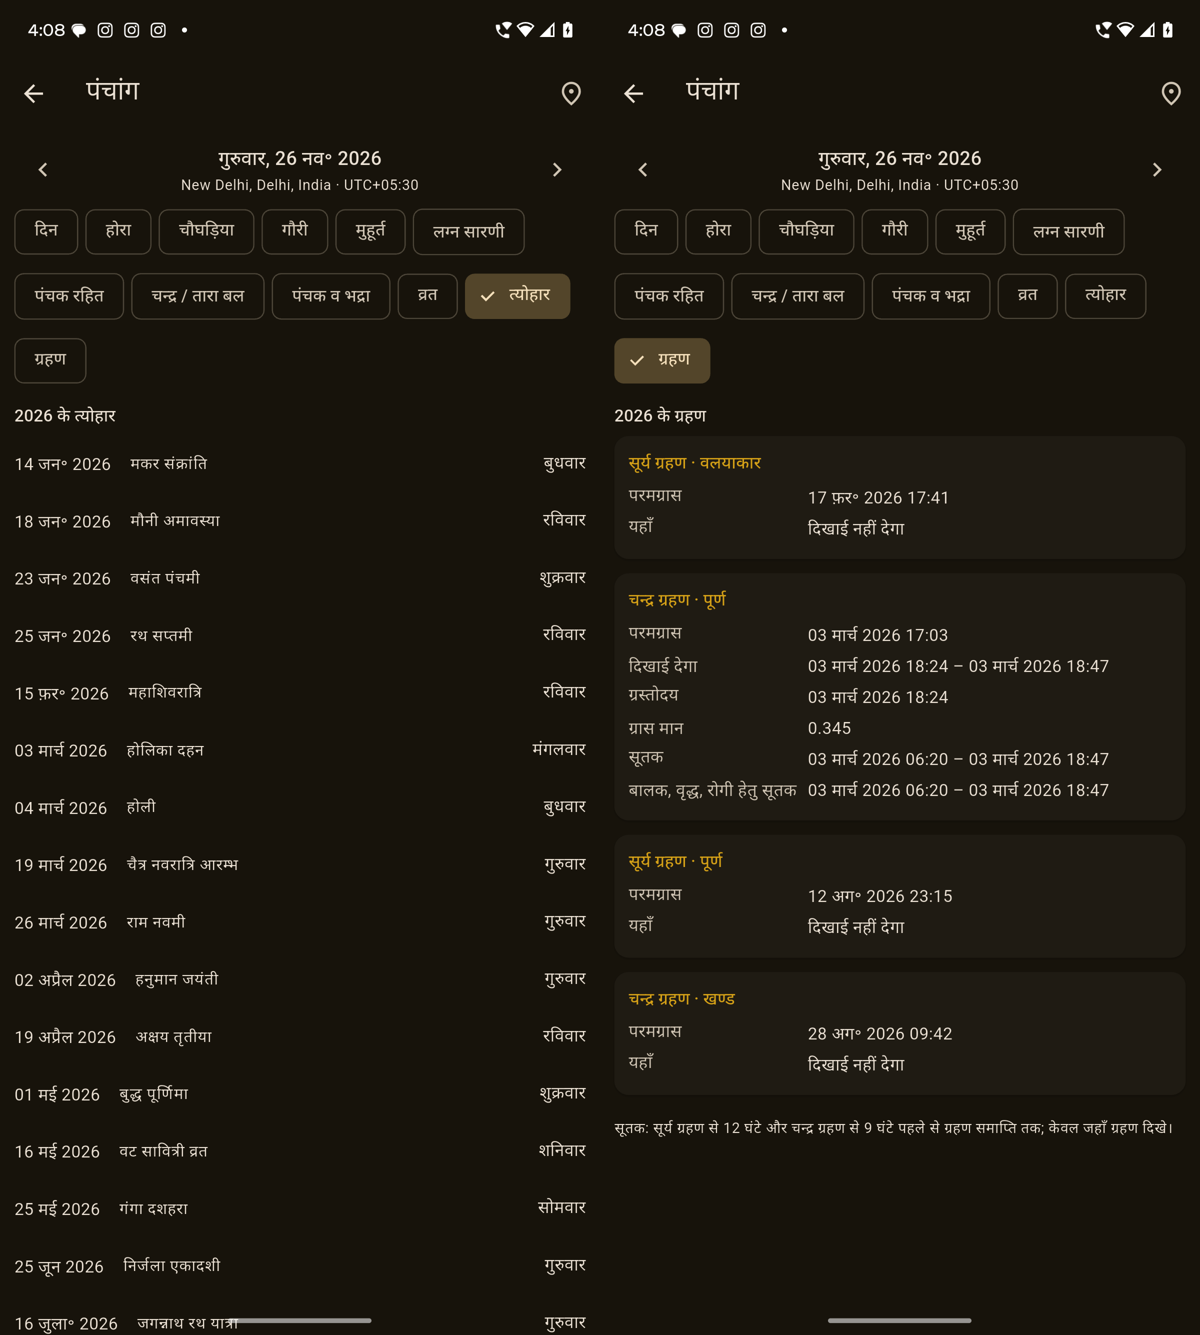 4:08
पंचांग
गुरुवार, 26 नव॰ 2026
New Delhi, Delhi, India · UTC+05:30
दिन होरा चौघड़िया गौरी मुहूर्त लग्न सारणी
पंचक रहित चन्द्र / तारा बल पंचक व भद्रा व्रत त्योहार
ग्रहण
2026 के त्योहार
14 जन॰ 2026 मकर संक्रांति बुधवार
18 जन॰ 2026 मौनी अमावस्या रविवार
23 जन॰ 2026 वसंत पंचमी शुक्रवार
25 जन॰ 2026 रथ सप्तमी रविवार
15 फ़र॰ 2026 महाशिवरात्रि रविवार
03 मार्च 2026 होलिका दहन मंगलवार
04 मार्च 2026 होली बुधवार
19 मार्च 2026 चैत्र नवरात्रि आरम्भ गुरुवार
26 मार्च 2026 राम नवमी गुरुवार
02 अप्रैल 2026 हनुमान जयंती गुरुवार
19 अप्रैल 2026 अक्षय तृतीया रविवार
01 मई 2026 बुद्ध पूर्णिमा शुक्रवार
16 मई 2026 वट सावित्री व्रत शनिवार
25 मई 2026 गंगा दशहरा सोमवार
25 जून 2026 निर्जला एकादशी गुरुवार
16 जुला॰ 2026 जगन्नाथ रथ यात्रा गुरुवार
4:08
पंचांग
गुरुवार, 26 नव॰ 2026
New Delhi, Delhi, India · UTC+05:30
दिन होरा चौघड़िया गौरी मुहूर्त लग्न सारणी
पंचक रहित चन्द्र / तारा बल पंचक व भद्रा व्रत त्योहार
ग्रहण
2026 के ग्रहण
सूर्य ग्रहण · वलयाकार
परमग्रास 17 फ़र॰ 2026 17:41
यहाँ दिखाई नहीं देगा
चन्द्र ग्रहण · पूर्ण
परमग्रास 03 मार्च 2026 17:03
दिखाई देगा 03 मार्च 2026 18:24 – 03 मार्च 2026 18:47
ग्रस्तोदय 03 मार्च 2026 18:24
ग्रास मान 0.345
सूतक 03 मार्च 2026 06:20 – 03 मार्च 2026 18:47
बालक, वृद्ध, रोगी हेतु सूतक 03 मार्च 2026 06:20 – 03 मार्च 2026 18:47
सूर्य ग्रहण · पूर्ण
परमग्रास 12 अग॰ 2026 23:15
यहाँ दिखाई नहीं देगा
चन्द्र ग्रहण · खण्ड
परमग्रास 28 अग॰ 2026 09:42
यहाँ दिखाई नहीं देगा
सूतक: सूर्य ग्रहण से 12 घंटे और चन्द्र ग्रहण से 9 घंटे पहले से ग्रहण समाप्ति तक; केवल जहाँ ग्रहण दिखे।